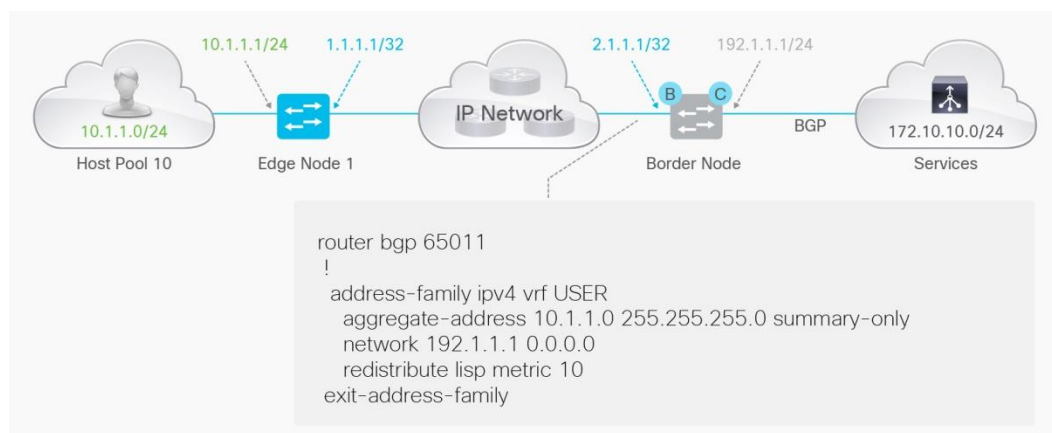 10.1.1.1/24 1.1.1.1/32 2.1.1.1/32 192.1.1.1/24
B C
10.1.1.0/24 IP Network BGP 172.10.10.0/24
Host Pool 10 Edge Node 1 Border Node Services
router bgp 65011
!
address-family ipv4 vrf USER
aggregate-address 10.1.1.0 255.255.255.0 summary-only
network 192.1.1.1 0.0.0.0
redistribute lisp metric 10
exit-address-family